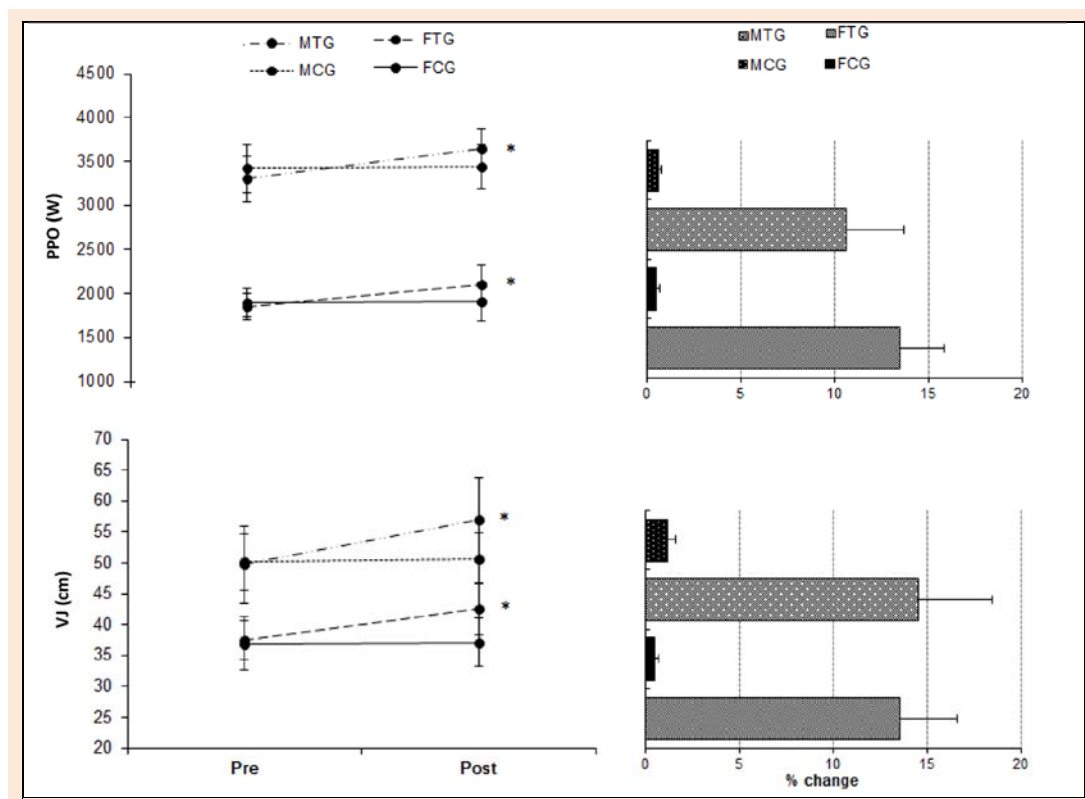 MTG FTG
MCG FCG
MTG FTG
MCG FCG
4500
4000
3500
3000
2500
2000
1500
1000
PPO (W)
*
*
0 5 10 15 20
70
65
60
55
50
45
40
35
30
25
20
VJ (cm)
*
*
Pre Post
0 5 10 15 20
% change